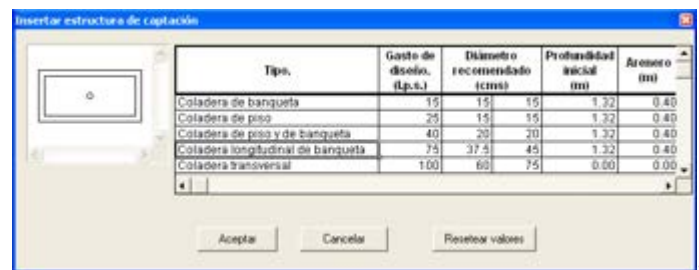 Insertar estructura de captación
Tipo. Gasto de diseño. (l.p.s.) Diámetro recomendado (cms) Profundidad inicial (m) Arenero (m)
Coladera de banqueta 15 15 15 1.32 0.40
Coladera de piso 25 15 15 1.32 0.40
Coladera de piso y de banqueta 40 20 20 1.32 0.40
Coladera longitudinal de banqueta 75 37.5 45 1.32 0.40
Coladera transversal 100 60 75 0.00 0.00
Aceptar Cancelar Resetear valores